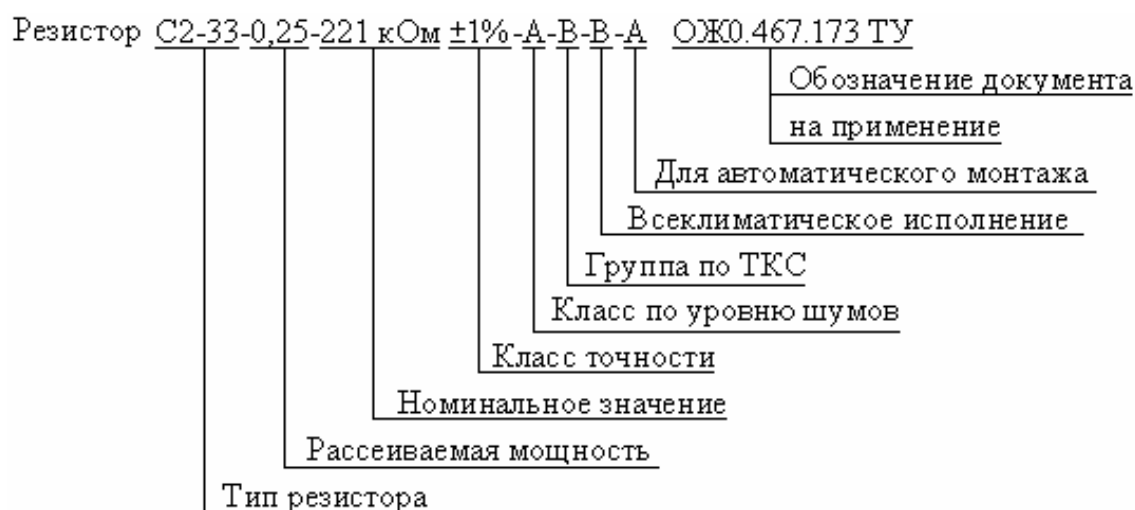 Резистор С2-33-0,25-221 кОм ±1%-А-В-В-А ОЖ0.467.173 ТУ
Обозначение документа
на применение
Для автоматического монтажа
Всеклиматическое исполнение
Группа по ТКС
Класс по уровню шумов
Класс точности
Номинальное значение
Рассеиваемая мощность
Тип резистора